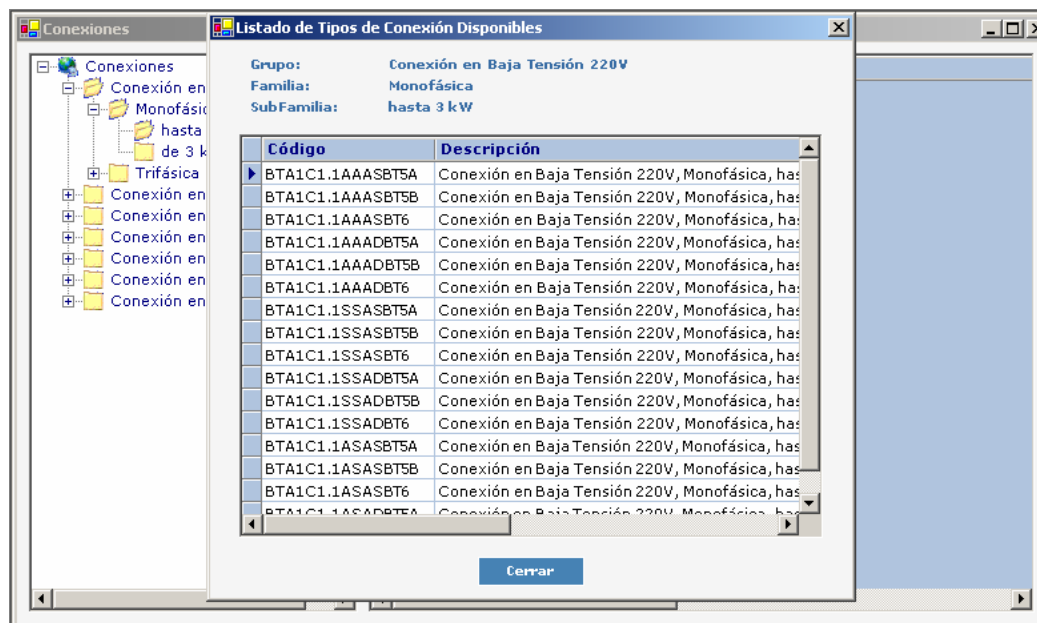 Conexiones
Listado de Tipos de Conexión Disponibles
Conexiones
Conexión en
Monofásic
hasta
de 3 k
Trifásica
Conexión en
Conexión en
Conexión en
Conexión en
Conexión en
Conexión en
Grupo: Conexión en Baja Tensión 220V
Familia: Monofásica
SubFamilia: hasta 3 kW
Código Descripción
BTA1C1.1AAASBT5A Conexión en Baja Tensión 220V, Monofásica, has
BTA1C1.1AAASBT5B Conexión en Baja Tensión 220V, Monofásica, has
BTA1C1.1AAASBT6 Conexión en Baja Tensión 220V, Monofásica, has
BTA1C1.1AAADBT5A Conexión en Baja Tensión 220V, Monofásica, has
BTA1C1.1AAADBT5B Conexión en Baja Tensión 220V, Monofásica, has
BTA1C1.1AAADBT6 Conexión en Baja Tensión 220V, Monofásica, has
BTA1C1.1SSASBT5A Conexión en Baja Tensión 220V, Monofásica, has
BTA1C1.1SSASBT5B Conexión en Baja Tensión 220V, Monofásica, has
BTA1C1.1SSASBT6 Conexión en Baja Tensión 220V, Monofásica, has
BTA1C1.1SSADBT5A Conexión en Baja Tensión 220V, Monofásica, has
BTA1C1.1SSADBT5B Conexión en Baja Tensión 220V, Monofásica, has
BTA1C1.1SSADBT6 Conexión en Baja Tensión 220V, Monofásica, has
BTA1C1.1ASASBT5A Conexión en Baja Tensión 220V, Monofásica, has
BTA1C1.1ASASBT5B Conexión en Baja Tensión 220V, Monofásica, has
BTA1C1.1ASASBT6 Conexión en Baja Tensión 220V, Monofásica, has
BTA1C1.1ASADBT5A Conexión en Baja Tensión 220V, Monofásica, has
Cerrar